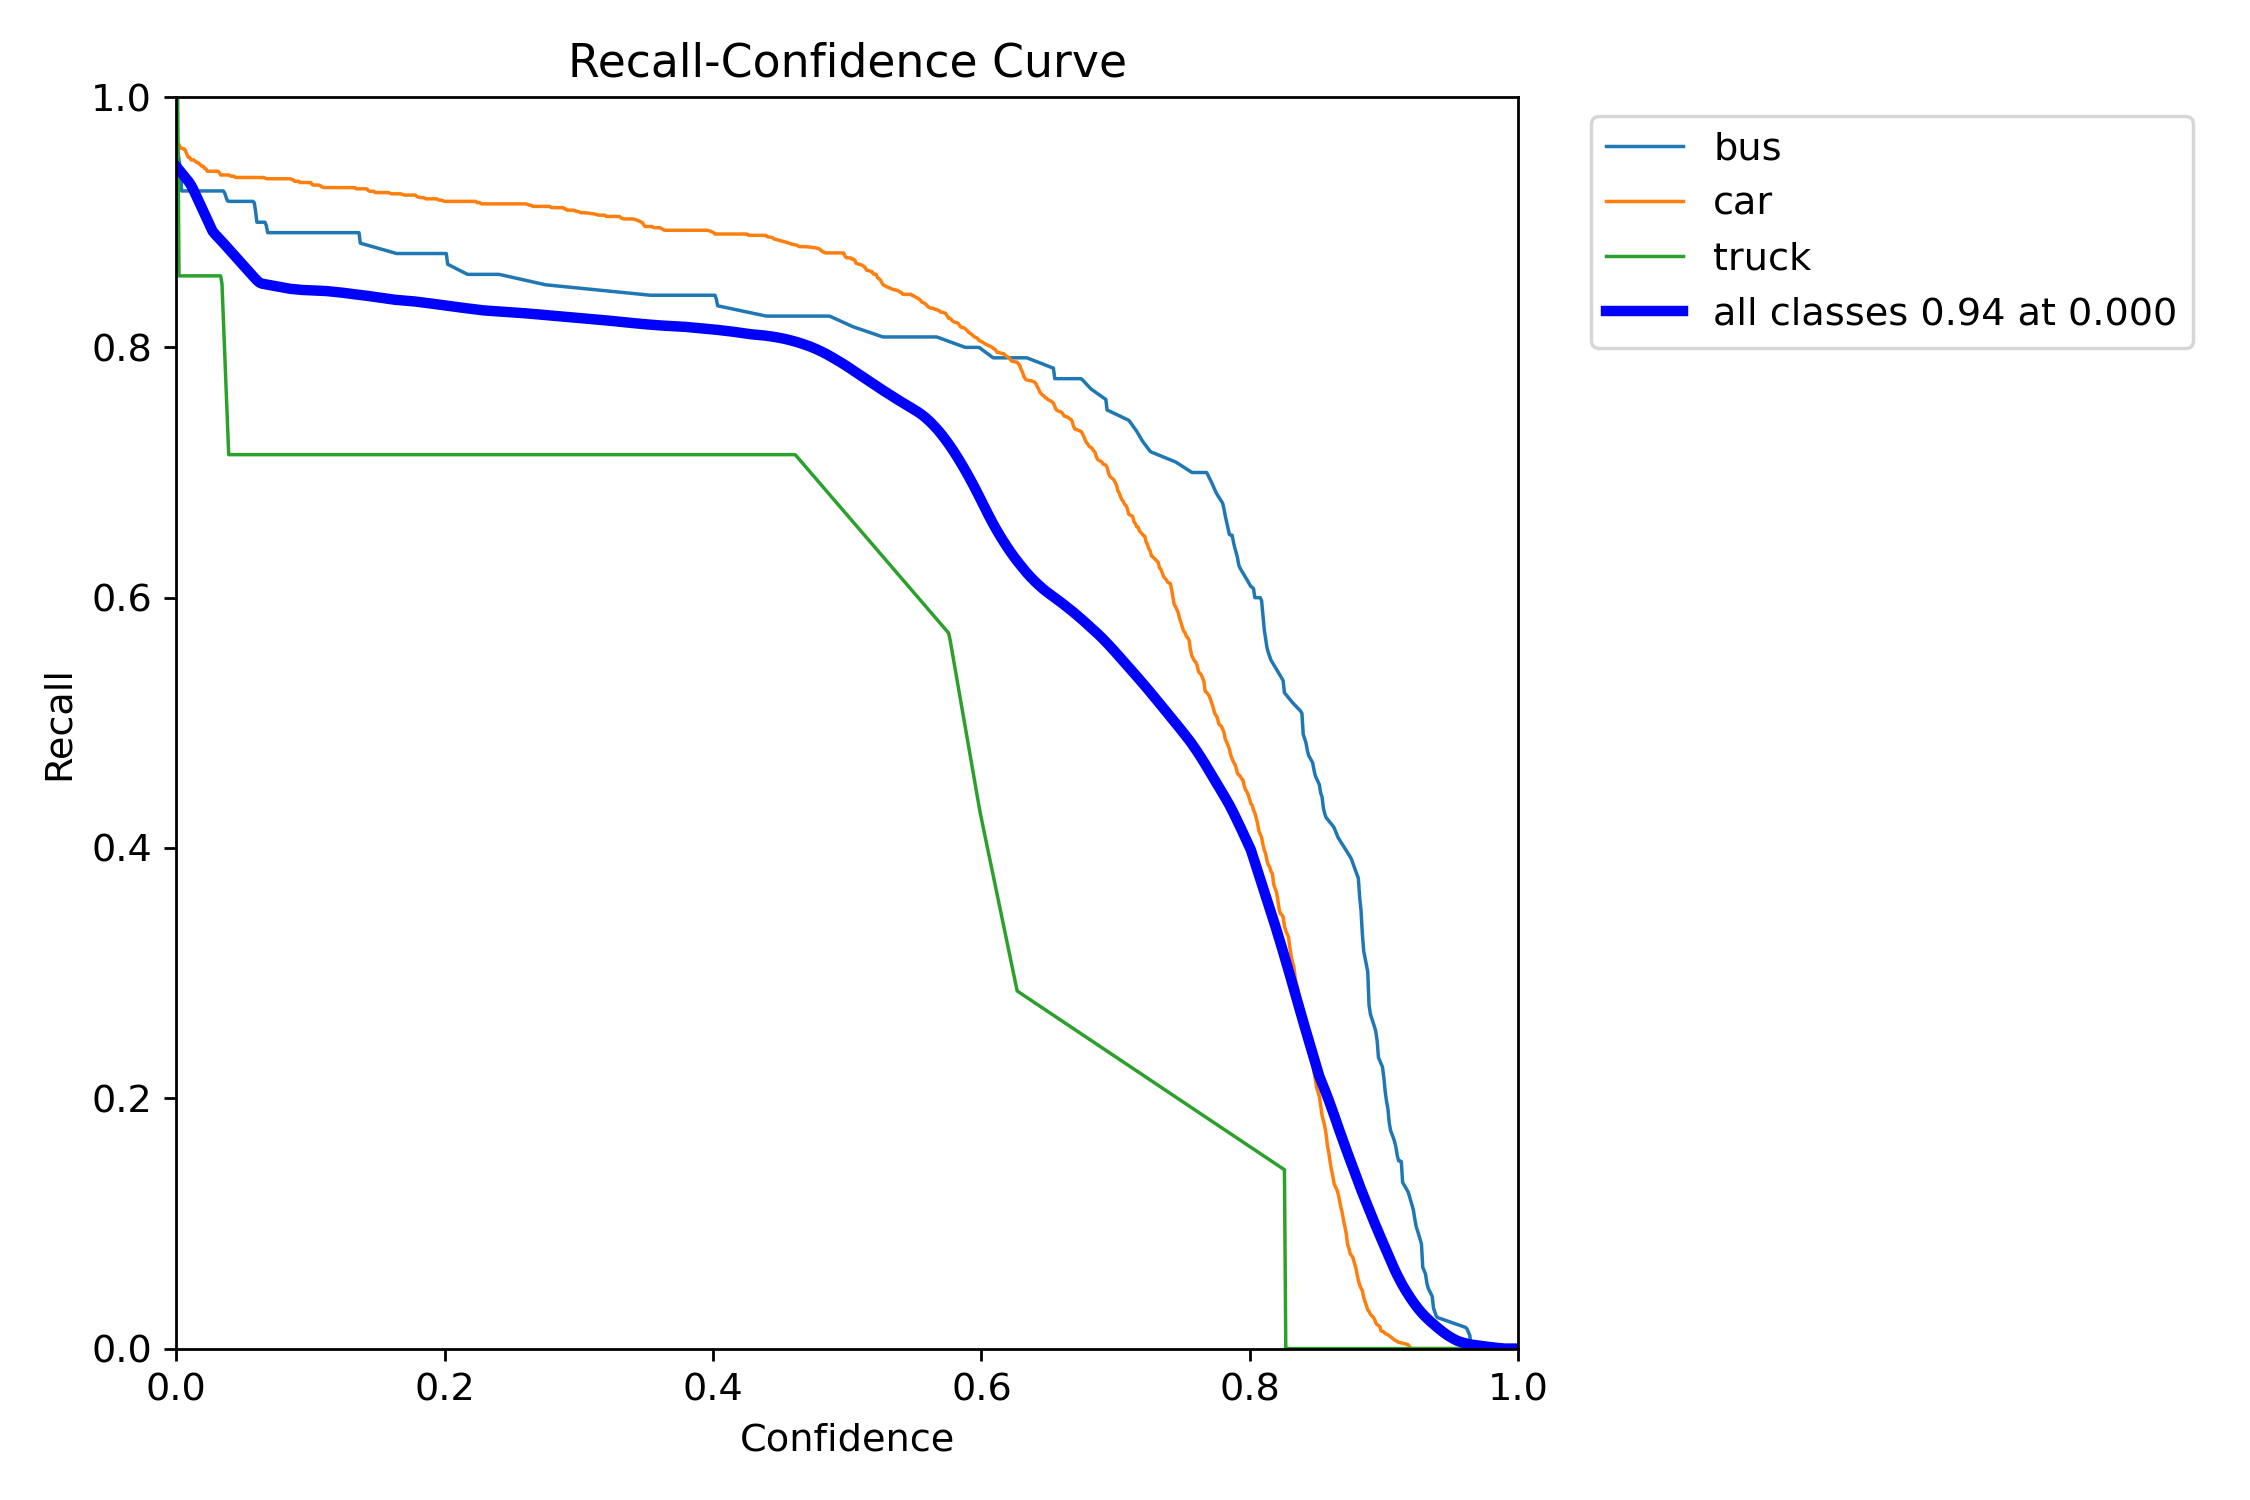 Recall-Confidence Curve
1.0
0.8
0.6
0.4
0.2
0.0
Recall
0.0 0.2 0.4 0.6 0.8 1.0
Confidence
bus
car
truck
all classes 0.94 at 0.000